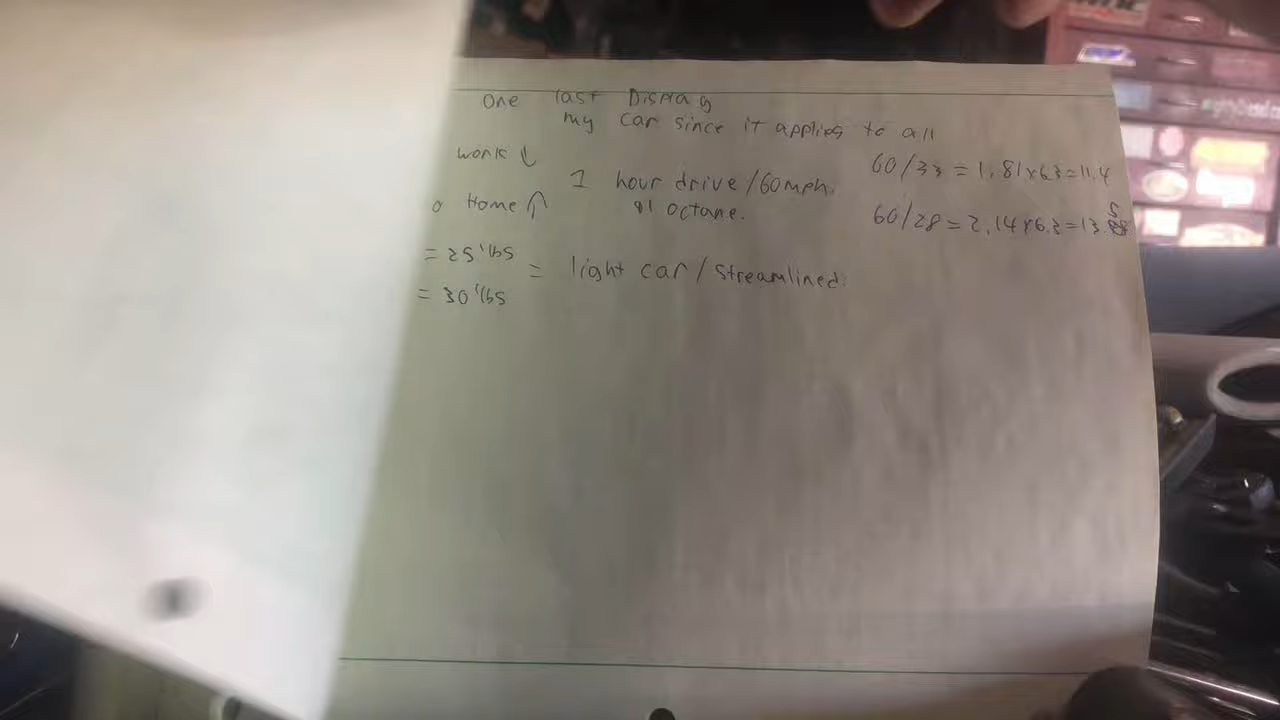 One last Display
my car since it applies to all
work ↓
1 hour drive/60mph.
60/33 = 1.81x6.3=11.4
o Home ↑
91 octane.
60/28 = 2.14x6.3=13.5
= 25 lbs
= light car/streamlined.
= 30 lbs